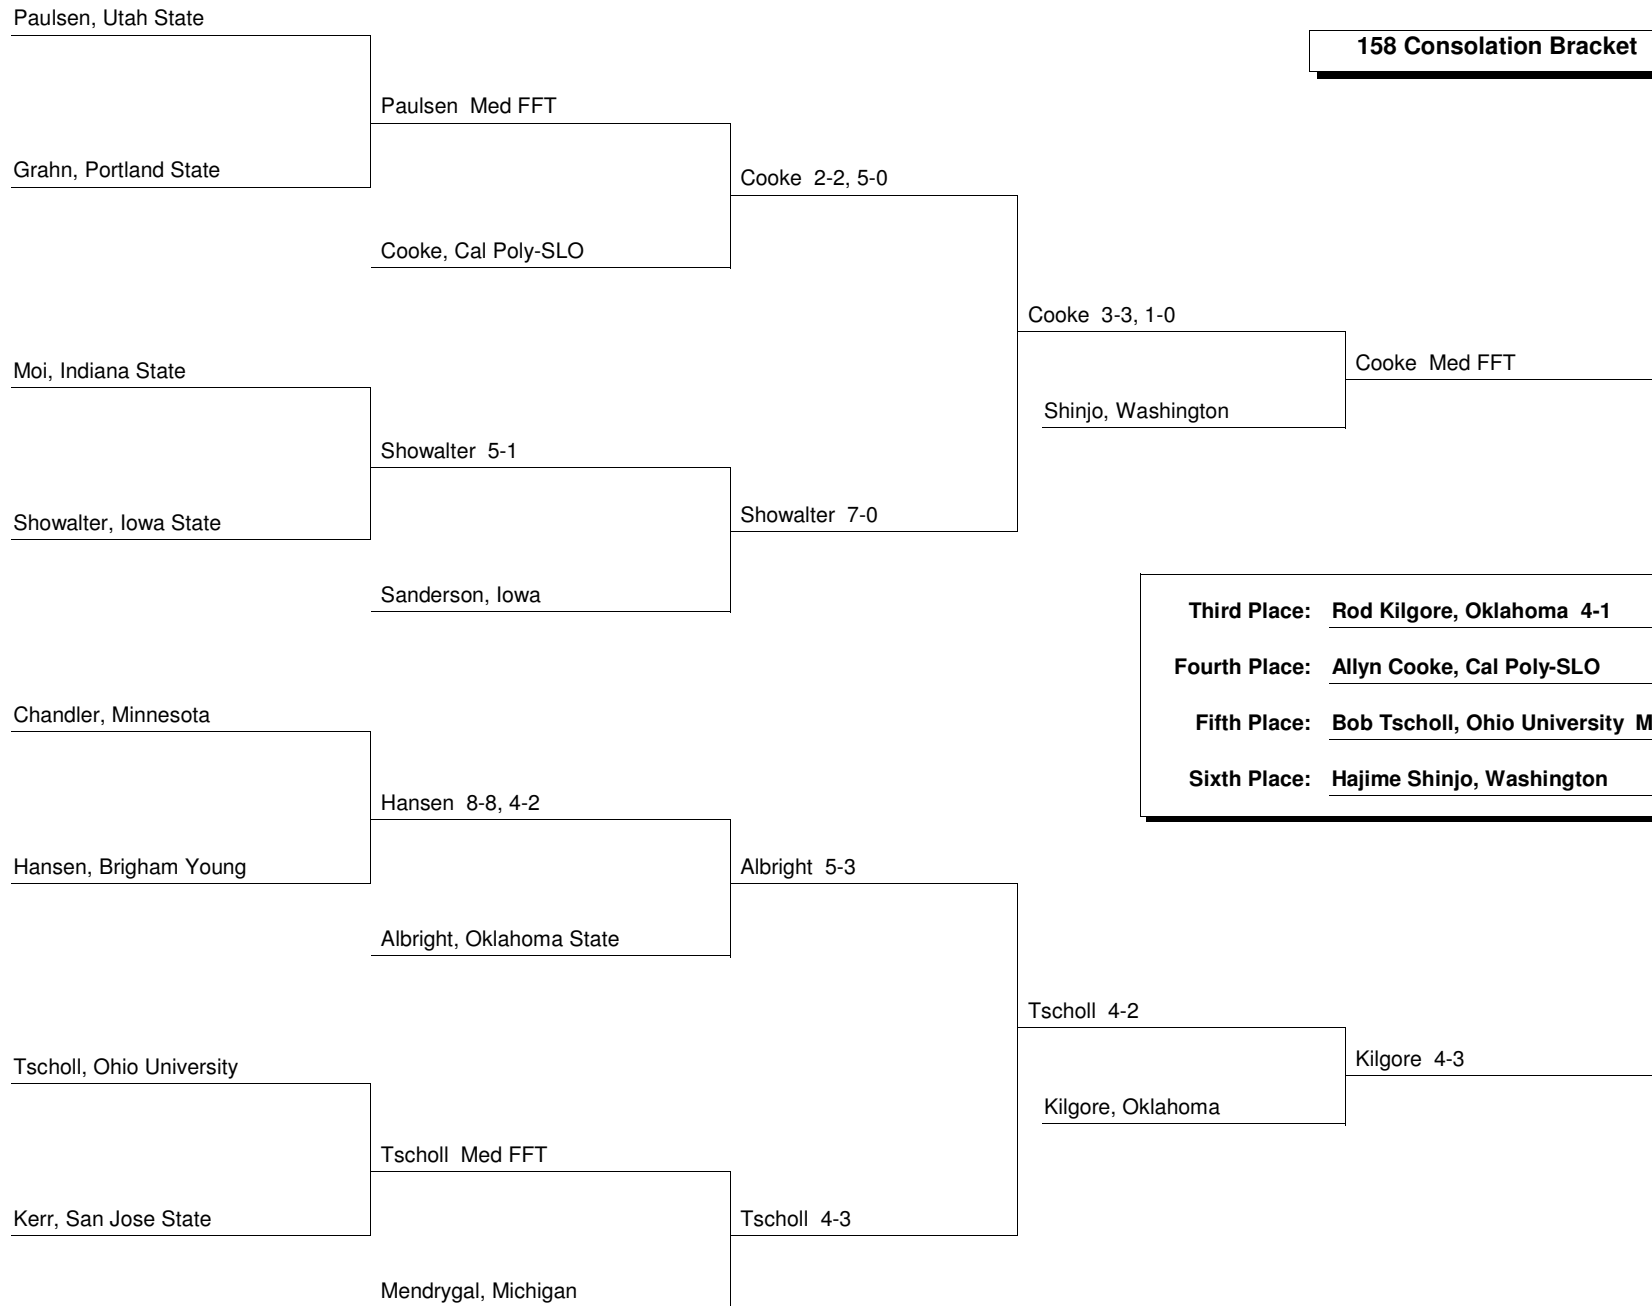 Paulsen, Utah State
158 Consolation Bracket
Paulsen  Med FFT
Grahn, Portland State
Cooke  2-2, 5-0
Cooke, Cal Poly-SLO
Cooke  3-3, 1-0
Moi, Indiana State
Cooke  Med FFT
Shinjo, Washington
Showalter  5-1
Showalter, Iowa State
Showalter  7-0
Sanderson, Iowa
Third Place: Rod Kilgore, Oklahoma  4-1
Fourth Place: Allyn Cooke, Cal Poly-SLO
Fifth Place: Bob Tscholl, Ohio University  M
Sixth Place: Hajime Shinjo, Washington
Chandler, Minnesota
Hansen  8-8, 4-2
Hansen, Brigham Young
Albright  5-3
Albright, Oklahoma State
Tscholl  4-2
Tscholl, Ohio University
Kilgore  4-3
Kilgore, Oklahoma
Tscholl  Med FFT
Kerr, San Jose State
Tscholl  4-3
Mendrygal, Michigan